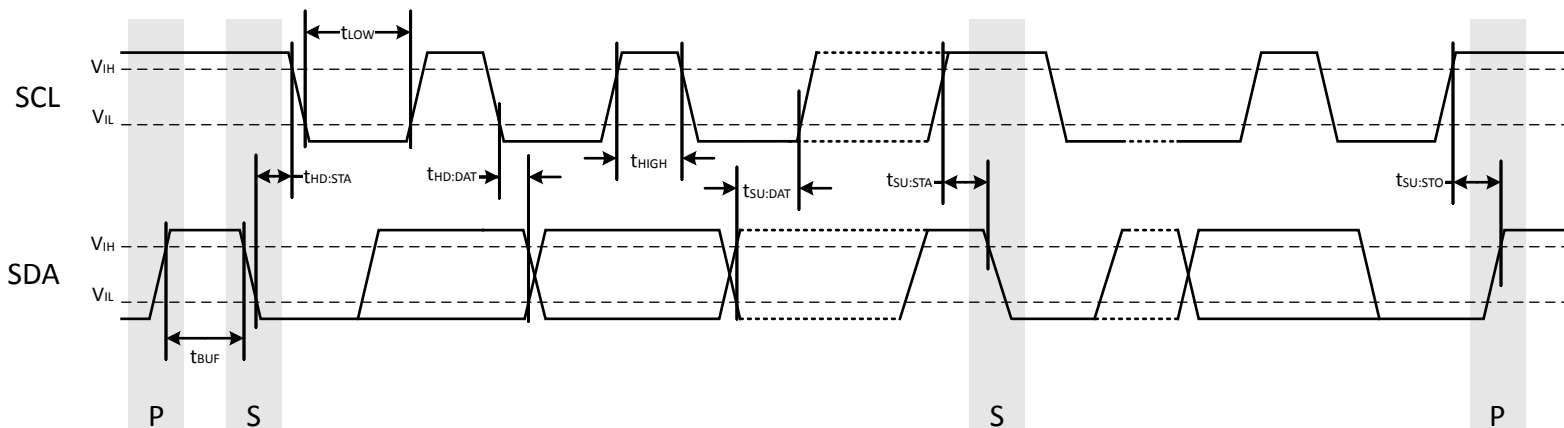 tLOW
VIH
SCL
VIL
tHD:STA
tHD:DAT
tHIGH
tSU:DAT
tSU:STA
tSU:STO
VIH
SDA
VIL
tBUF
P
S
S
P